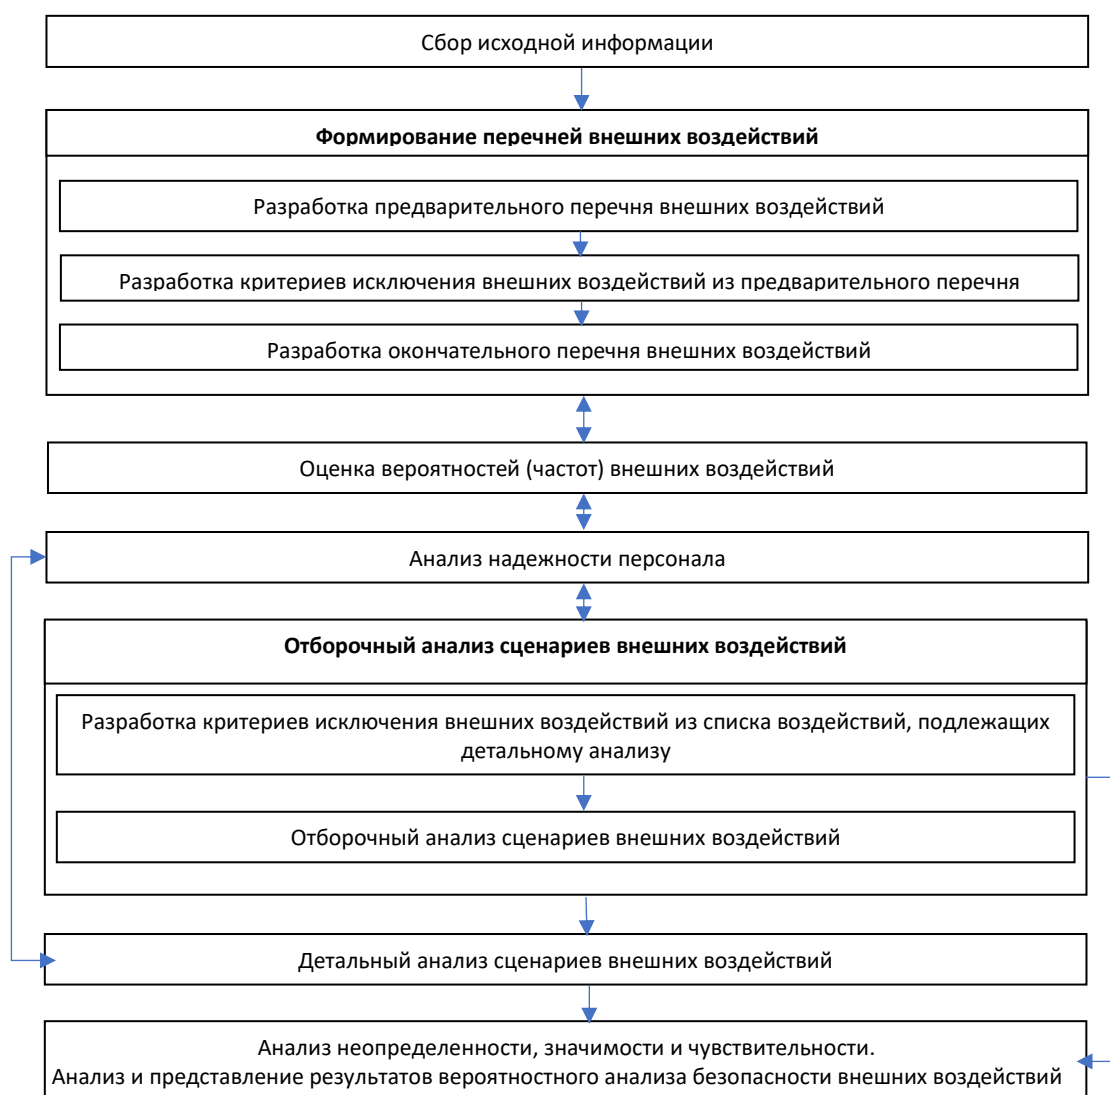 Сбор исходной информации
Формирование перечней внешних воздействий
Разработка предварительного перечня внешних воздействий
Разработка критериев исключения внешних воздействий из предварительного перечня
Разработка окончательного перечня внешних воздействий
Оценка вероятностей (частот) внешних воздействий
Анализ надежности персонала
Отборочный анализ сценариев внешних воздействий
Разработка критериев исключения внешних воздействий из списка воздействий, подлежащих
детальному анализу
Отборочный анализ сценариев внешних воздействий
Детальный анализ сценариев внешних воздействий
Анализ неопределенности, значимости и чувствительности.
Анализ и представление результатов вероятностного анализа безопасности внешних воздействий